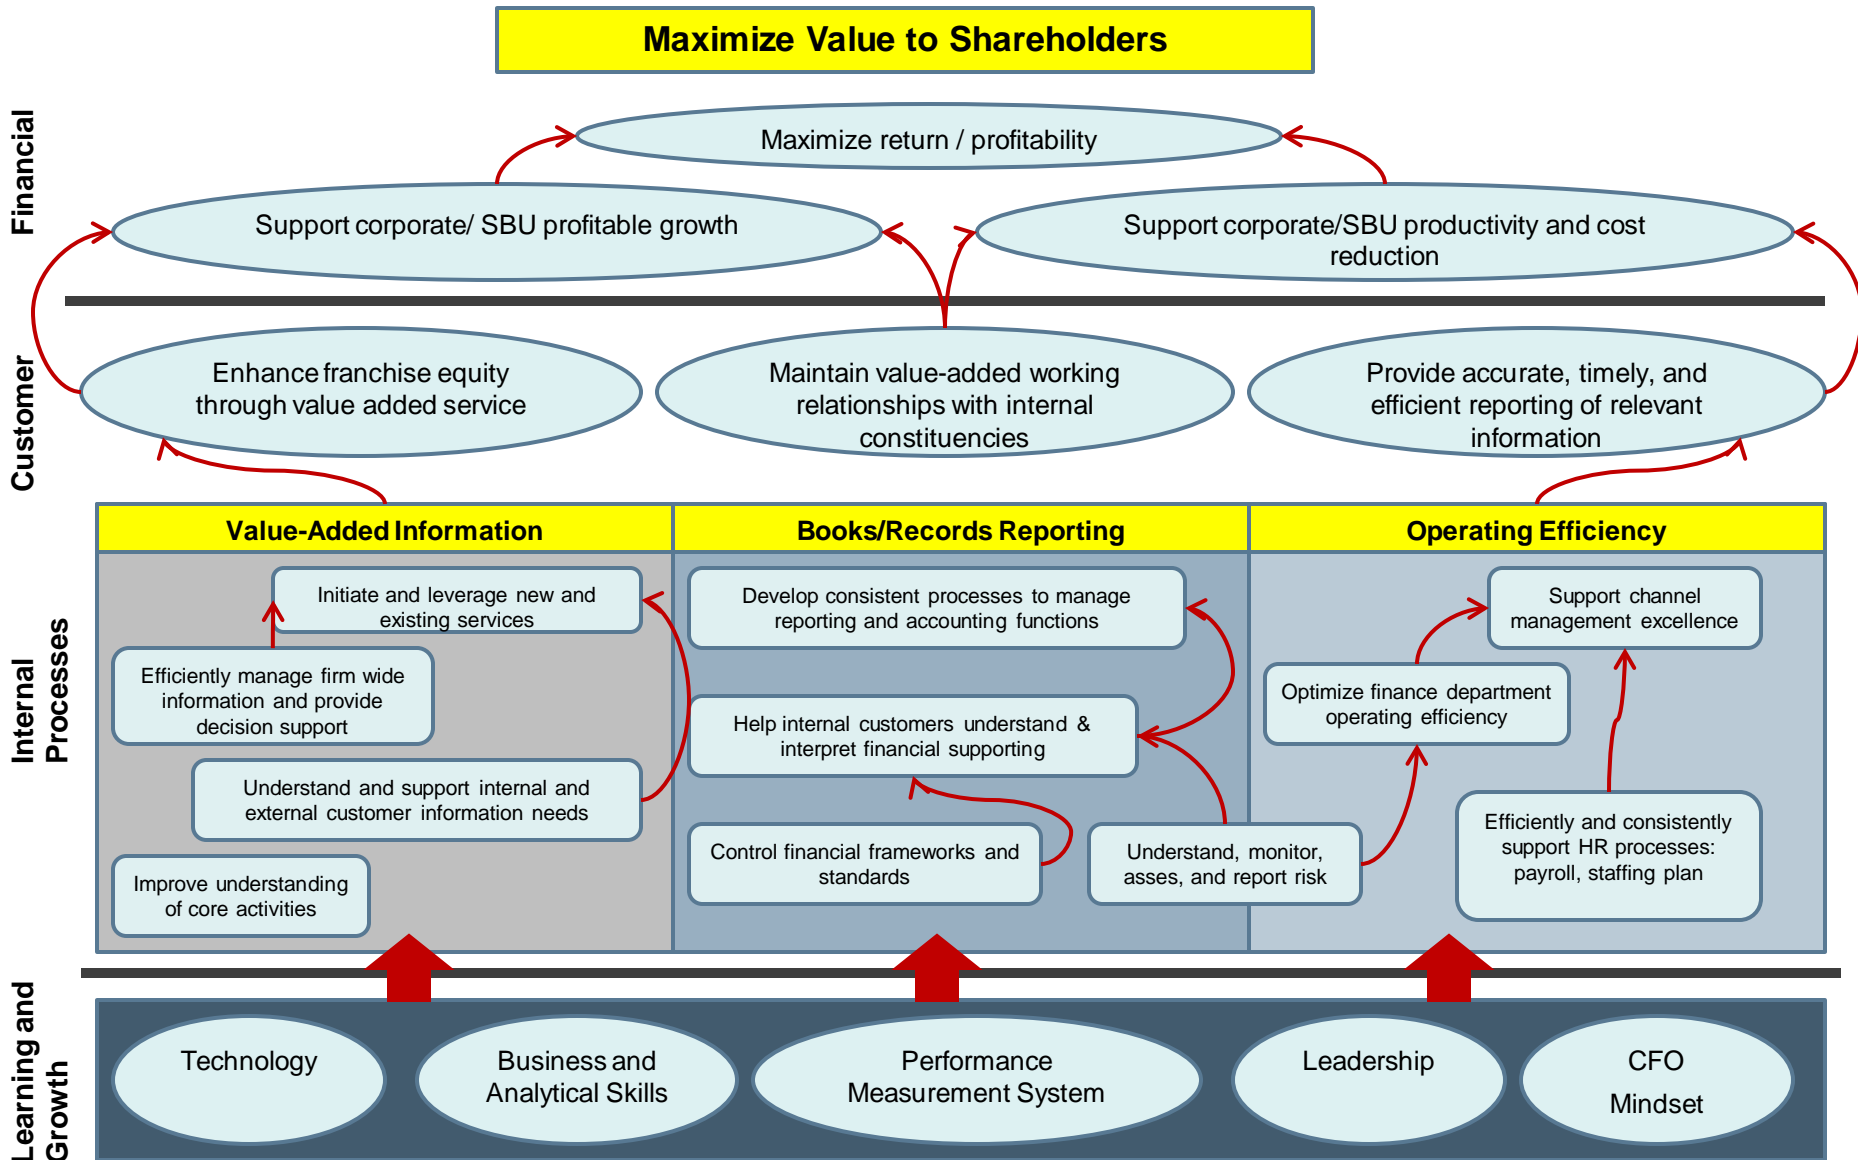 Maximize Value to Shareholders
Financial
Maximize return / profitability
Support corporate/ SBU profitable growth
Support corporate/SBU productivity and cost
reduction
Customer
Enhance franchise equity
through value added service
Maintain value-added working
relationships with internal
constituencies
Provide accurate, timely, and
efficient reporting of relevant
information
Internal
Processes
Value-Added Information
Initiate and leverage new and
existing services
Efficiently manage firm wide
information and provide
decision support
Understand and support internal and
external customer information needs
Improve understanding
of core activities
Books/Records Reporting
Develop consistent processes to manage
reporting and accounting functions
Help internal customers understand &
interpret financial supporting
Control financial frameworks and
standards
Understand, monitor,
asses, and report risk
Operating Efficiency
Support channel
management excellence
Optimize finance department
operating efficiency
Efficiently and consistently
support HR processes:
payroll, staffing plan
Learning and
Growth
Technology
Business and
Analytical Skills
Performance
Measurement System
Leadership
CFO
Mindset